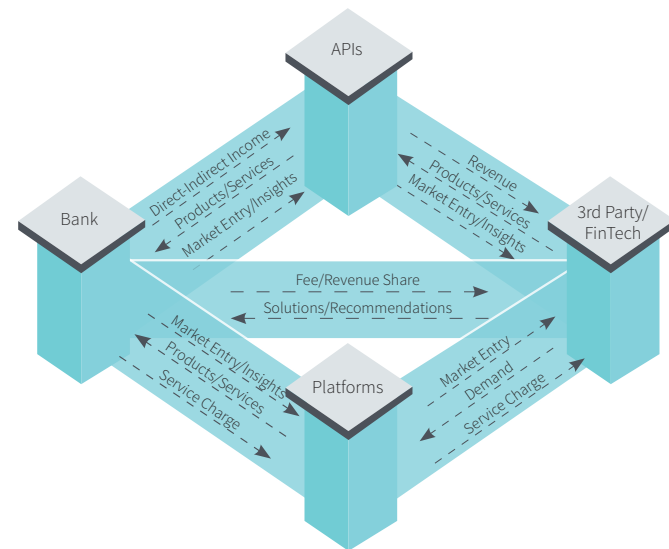 APIs
Direct-Indirect Income
Products/Services
Market Entry/Insights
Revenue
Products/Services
Market Entry/Insights
Bank
3rd Party/
FinTech
Fee/Revenue Share
Solutions/Recommendations
Market Entry/Insights
Products/Services
Service Charge
Platforms
Market Entry
Demand
Service Charge